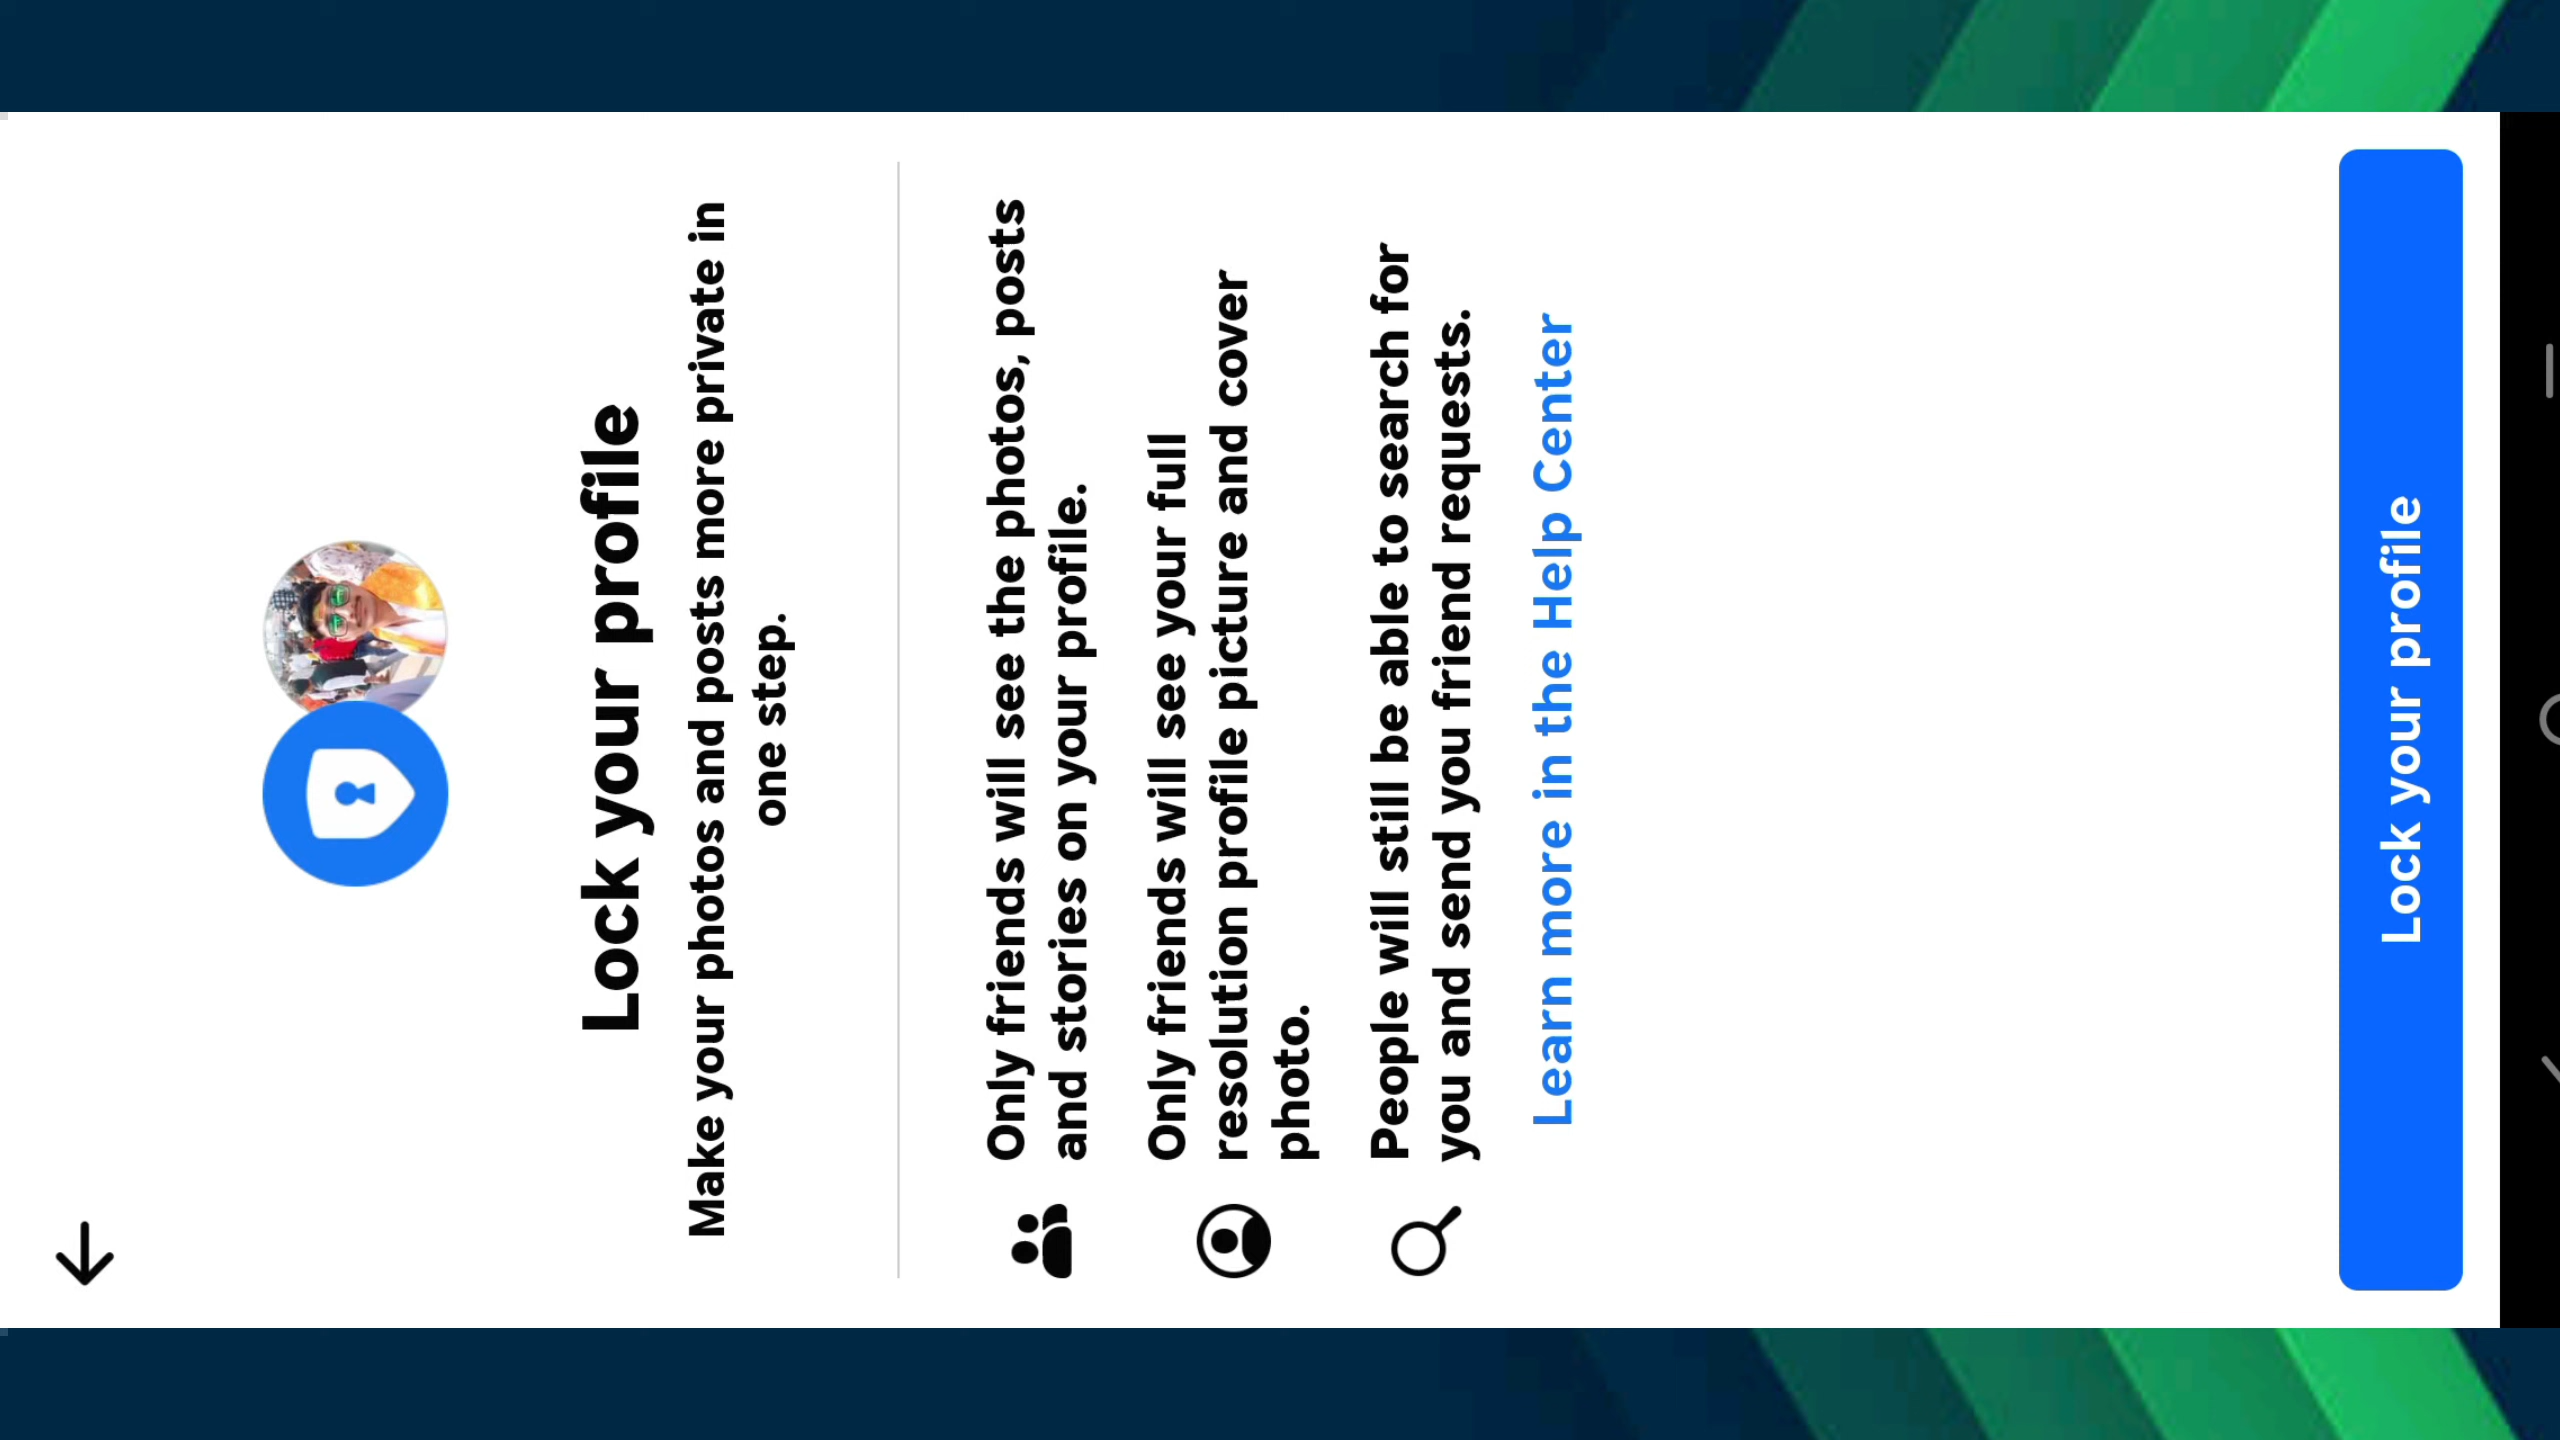 Lock your profile
Make your photos and posts more private in
one step.
Only friends will see the photos, posts
and stories on your profile.
Only friends will see your full
resolution profile picture and cover
photo.
People will still be able to search for
you and send you friend requests.
Learn more in the Help Center
Lock your profile